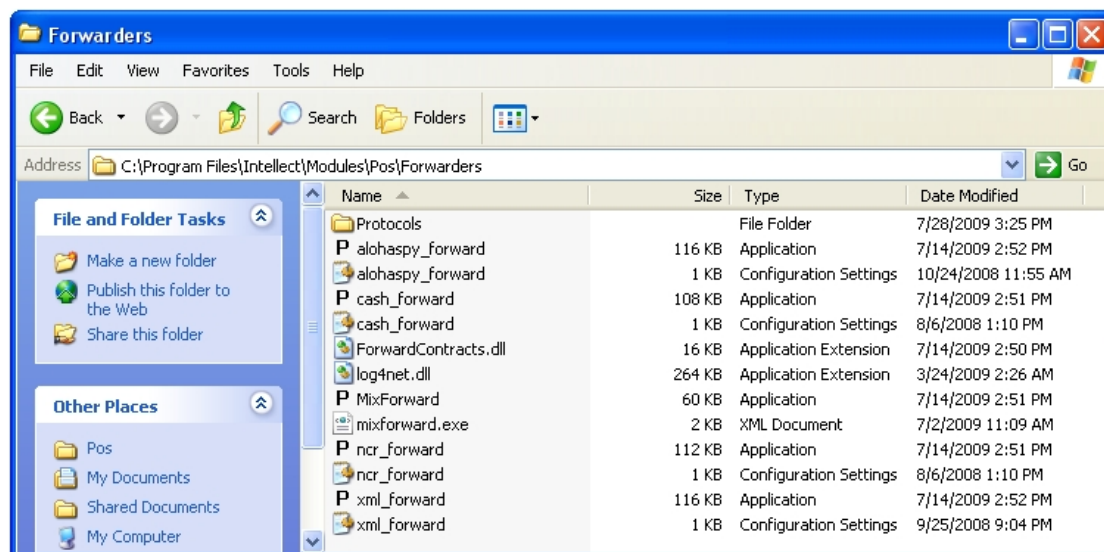 Forwarders
File Edit View Favorites Tools Help
Back Search Folders
Address C:\Program Files\Intellect\Modules\Pos\Forwarders Go
File and Folder Tasks
Make a new folder
Publish this folder to
the Web
Share this folder
Other Places
Pos
My Documents
Shared Documents
My Computer
Name Size Type Date Modified
Protocols File Folder 7/28/2009 3:25 PM
P alohaspy_forward 116 KB Application 7/14/2009 2:52 PM
alohaspy_forward 1 KB Configuration Settings 10/24/2008 11:55 AM
P cash_forward 108 KB Application 7/14/2009 2:51 PM
cash_forward 1 KB Configuration Settings 8/6/2008 1:10 PM
ForwardContracts.dll 16 KB Application Extension 7/14/2009 2:50 PM
log4net.dll 264 KB Application Extension 3/24/2009 2:26 AM
P MixForward 60 KB Application 7/14/2009 2:51 PM
mixforward.exe 2 KB XML Document 7/2/2009 11:09 AM
P ncr_forward 112 KB Application 7/14/2009 2:51 PM
ncr_forward 1 KB Configuration Settings 8/6/2008 1:10 PM
P xml_forward 116 KB Application 7/14/2009 2:52 PM
xml_forward 1 KB Configuration Settings 9/25/2008 9:04 PM